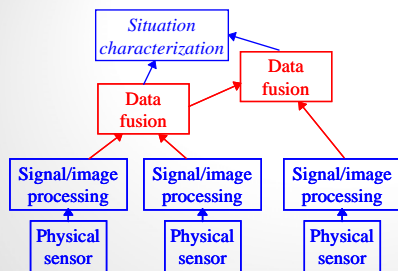 Situation
characterization
Data
fusion
Data
fusion
Signal/image
processing
Signal/image
processing
Signal/image
processing
Physical
sensor
Physical
sensor
Physical
sensor